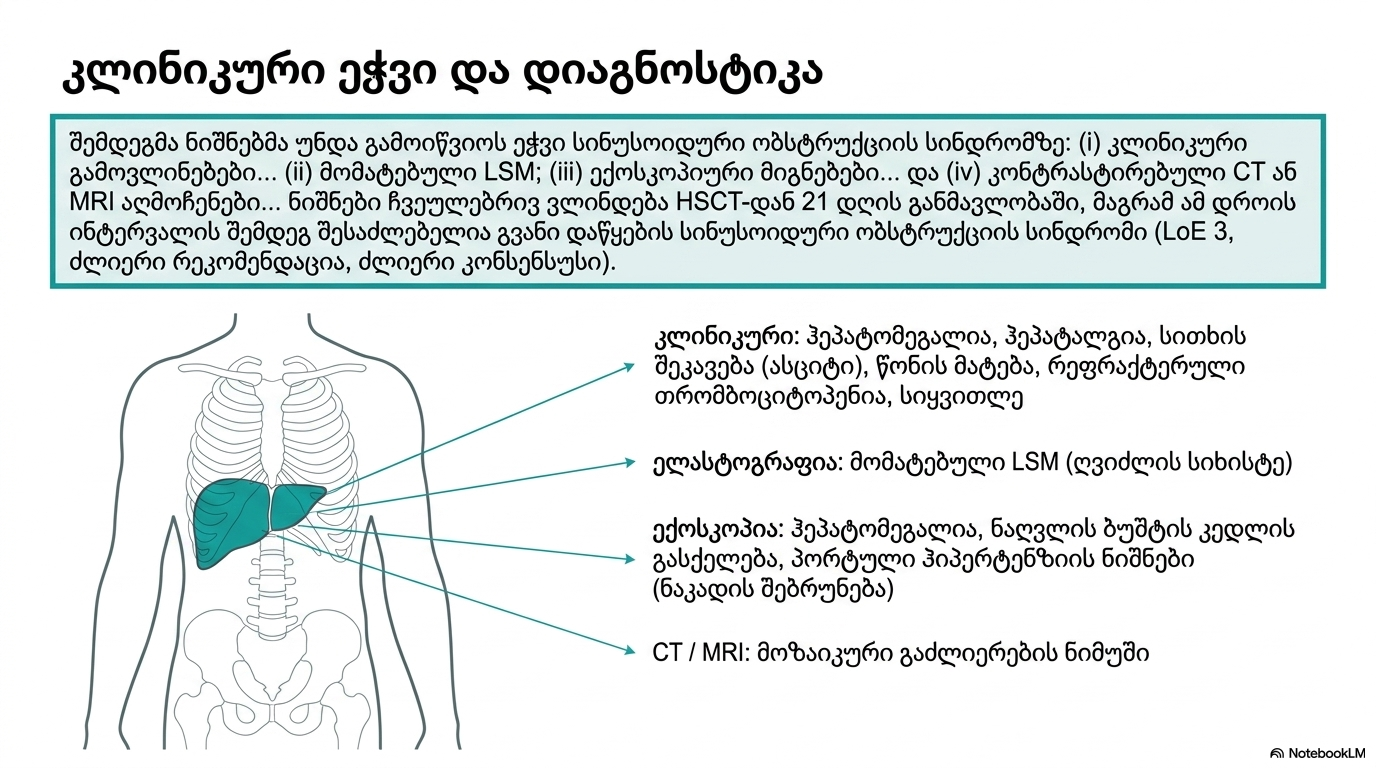 კლინიკური ეჭვი და დიაგნოსტიკა
შემდეგმა ნიშნებმა უნდა გამოიწვიოს ეჭვი სინუსოიდური ობსტრუქციის სინდრომზე: (i) კლინიკური
გამოვლინებები... (ii) მომატებული LSM; (iii) ექოსკოპიური მიგნებები... და (iv) კონტრასტირებული CT ან
MRI აღმოჩენები... ნიშნები ჩვეულებრივ ვლინდება HSCT-დან 21 დღის განმავლობაში, მაგრამ ამ დროის
ინტერვალის შემდეგ შესაძლებელია გვანი დაწყების სინუსოიდური ობსტრუქციის სინდრომი (LoE 3,
ძლიერი რეკომენდაცია, ძლიერი კონსენსუსი).
კლინიკური: ჰეპატომეგალია, ჰეპატალგია, სითხის
შეკავება (ასციტი), წონის მატება, რეფრაქტერული
თრომბოციტოპენია, სიყვითლე
ელასტოგრაფია: მომატებული LSM (ღვიძლის სიხისტე)
ექოსკოპია: ჰეპატომეგალია, ნაღვლის ბუშტის კედლის
გასქელება, პორტული ჰიპერტენზიის ნიშნები
(ნაკადის შებრუნება)
CT / MRI: მოზაიკური გაძლიერების ნიმუში
NotebookLM